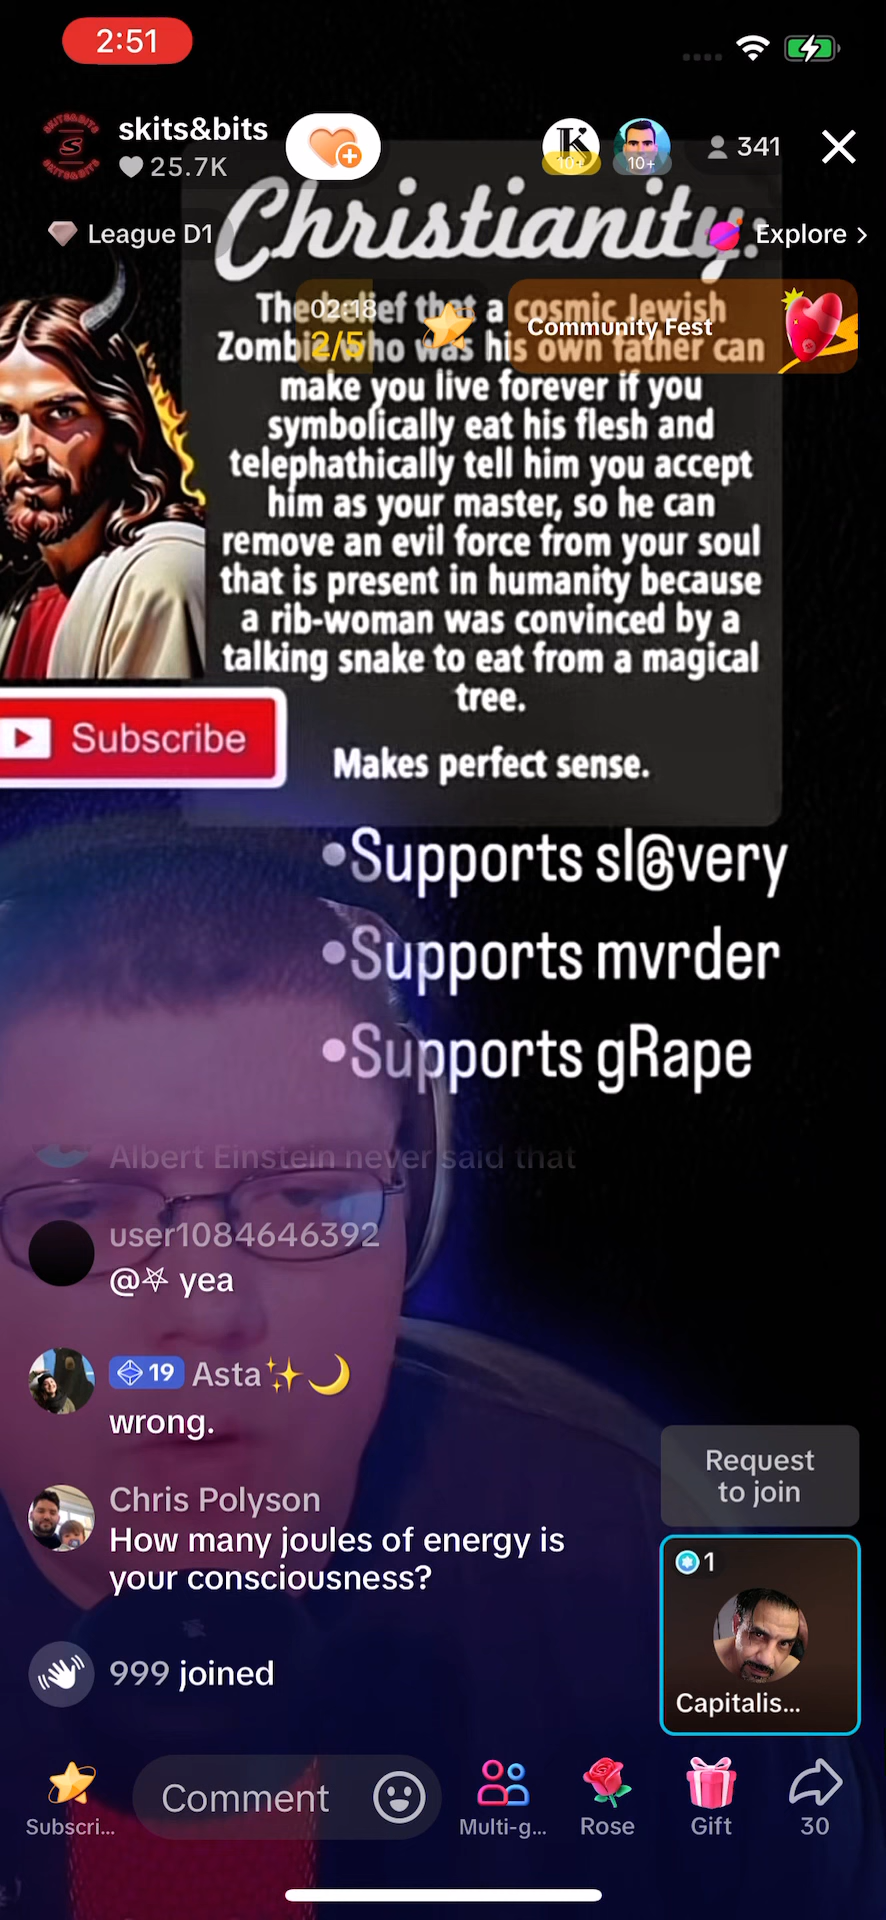 2:51
skits&bits
25.7K
10+
10+
341
League D1
Explore >
Christianity:
02:18
2/5
Community Fest
The belief that a cosmic Jewish
Zombie who was his own father can
make you live forever if you
symbolically eat his flesh and
telephathically tell him you accept
him as your master, so he can
remove an evil force from your soul
that is present in humanity because
a rib-woman was convinced by a
talking snake to eat from a magical
tree.
Makes perfect sense.
Subscribe
•Supports sl@very
•Supports mvrder
•Supports gRape
Albert Einstein never said that
user1084646392
@⛧ yea
19 Asta✨🌙
wrong.
Chris Polyson
How many joules of energy is
your consciousness?
999 joined
Request
to join
1
Capitalis...
Comment
Subscri...
Multi-g...
Rose
Gift
30